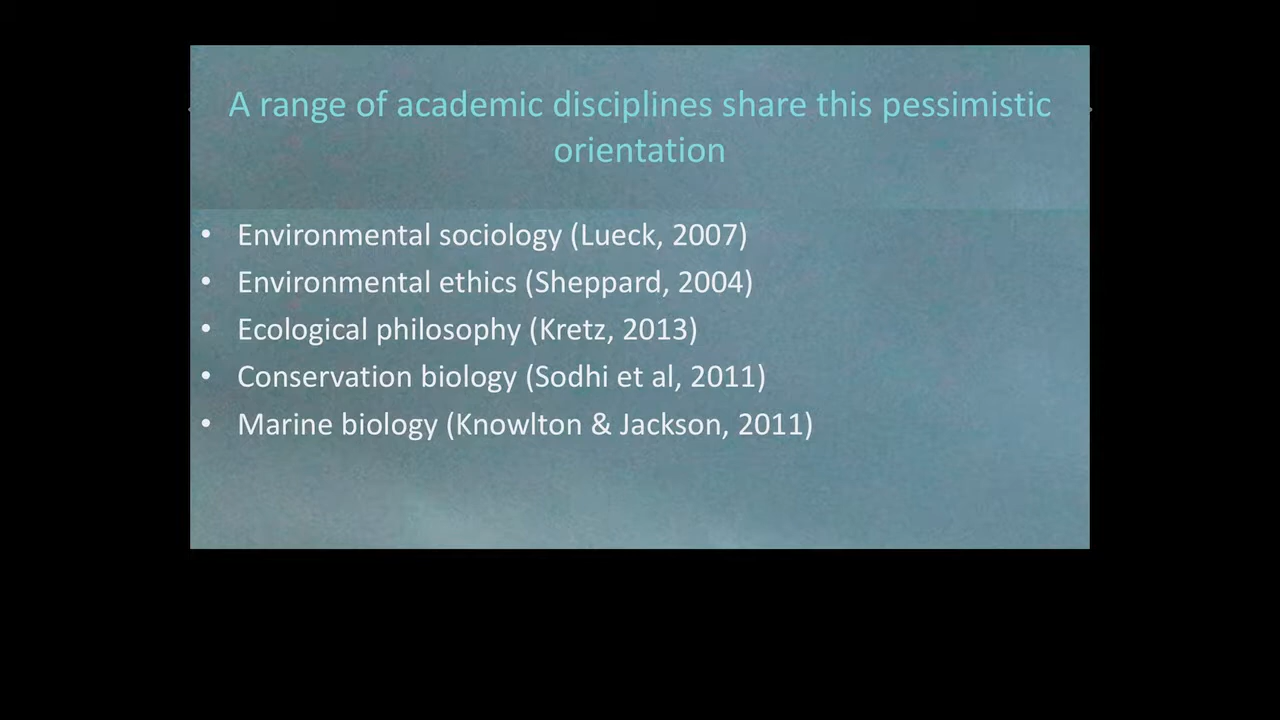 A range of academic disciplines share this pessimistic
orientation
• Environmental sociology (Lueck, 2007)
• Environmental ethics (Sheppard, 2004)
• Ecological philosophy (Kretz, 2013)
• Conservation biology (Sodhi et al, 2011)
• Marine biology (Knowlton & Jackson, 2011)